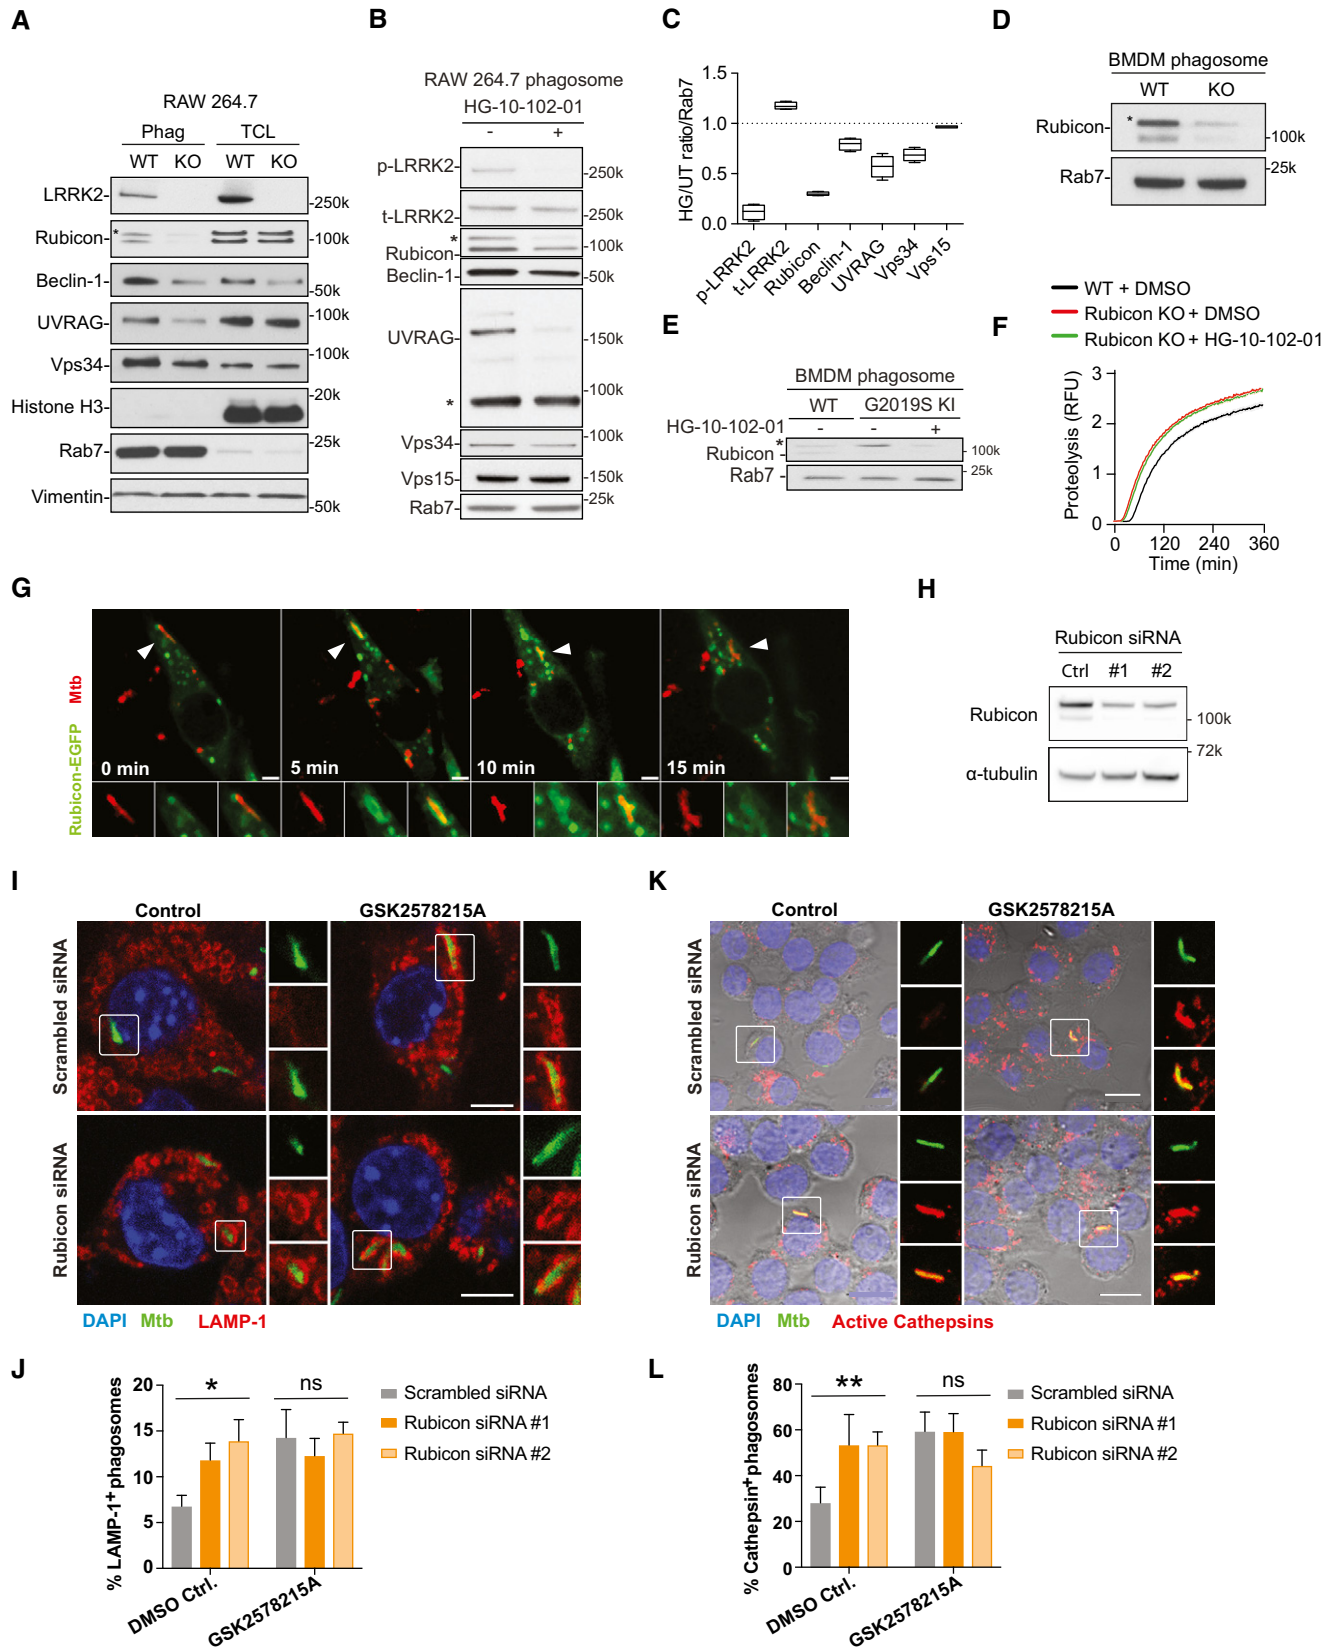 A
RAW 264.7
Phag TCL
WT KO WT KO
LRRK2
250k
*
Rubicon
100k
Beclin-1
50k
UVRAG
100k
Vps34
100k
Histone H3
20k
Rab7
25k
Vimentin
50k
B
RAW 264.7 phagosome
HG-10-102-01
- +
p-LRRK2
250k
t-LRRK2
250k
*
Rubicon
100k
Beclin-1
50k
UVRAG
150k
*
100k
Vps34
100k
Vps15
150k
Rab7
25k
C
HG/UT ratio/Rab7
1.5
1.0
0.5
0.0
p-LRRK2
t-LRRK2
Rubicon
Beclin-1
UVRAG
Vps34
Vps15
D
BMDM phagosome
WT KO
Rubicon
*
100k
Rab7
25k
E
BMDM phagosome
WT G2019S KI
HG-10-102-01 - - +
*
Rubicon
100k
Rab7
25k
WT + DMSO
Rubicon KO + DMSO
Rubicon KO + HG-10-102-01
F
Proteolysis (RFU)
3
2
1
0
0 120 240 360
Time (min)
G
Rubicon-EGFP Mtb
0 min
5 min
10 min
15 min
H
Rubicon siRNA
Ctrl #1 #2
Rubicon
100k
72k
α-tubulin
I
Control GSK2578215A
Scrambled siRNA
Rubicon siRNA
DAPI Mtb LAMP-1
K
Control GSK2578215A
Scrambled siRNA
Rubicon siRNA
DAPI Mtb Active Cathepsins
J
% LAMP-1+ phagosomes
20
15
10
5
0
* ns
DMSO Ctrl.
GSK2578215A
Scrambled siRNA
Rubicon siRNA #1
Rubicon siRNA #2
L
% Cathepsin+ phagosomes
80
60
40
20
0
** ns
DMSO Ctrl.
GSK2578215A
Scrambled siRNA
Rubicon siRNA #1
Rubicon siRNA #2